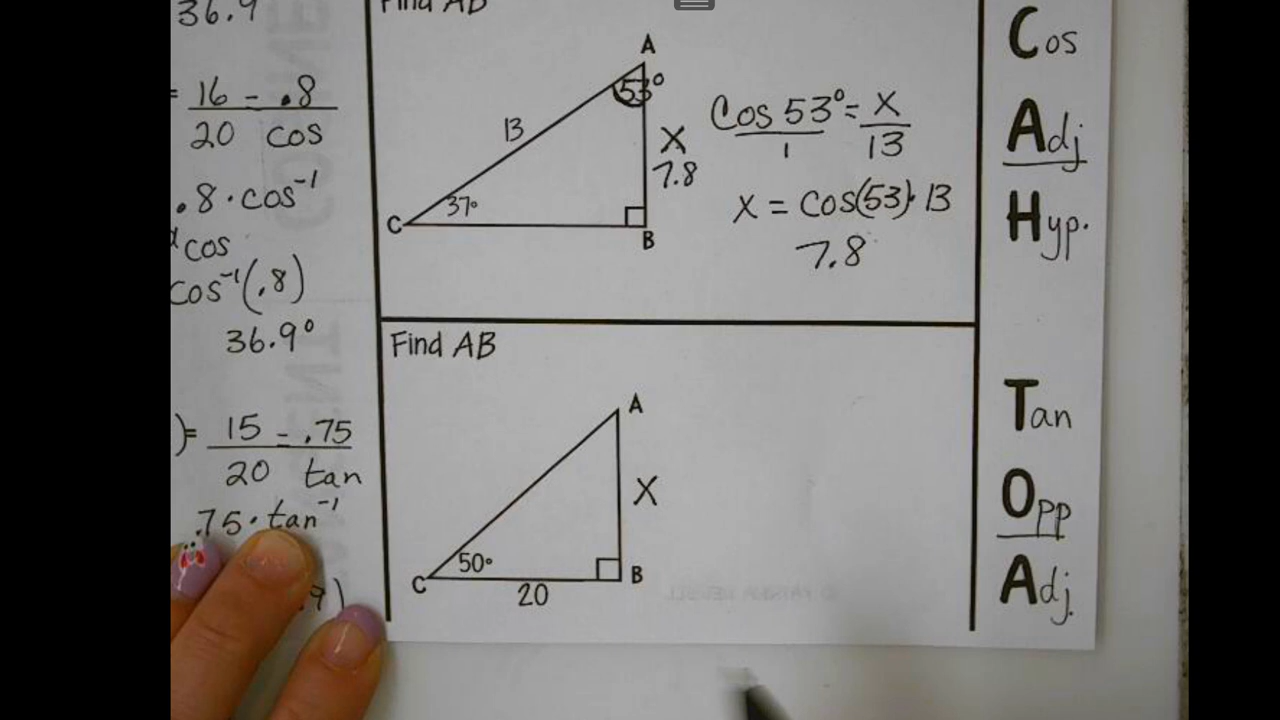 36.9
= 16 = .8
20 cos
.8 · cos⁻¹
cos
cos⁻¹(.8)
36.9°
)= 15 = .75
20 tan
.75 · tan⁻¹
.9)
Find AB
A
53°
13
X
7.8
37°
C
B
Cos 53° = X
1 13
X = Cos(53) · 13
7.8
Find AB
A
X
50°
C
B
20
Cos
Adj
Hyp.
Tan
Opp
Adj.